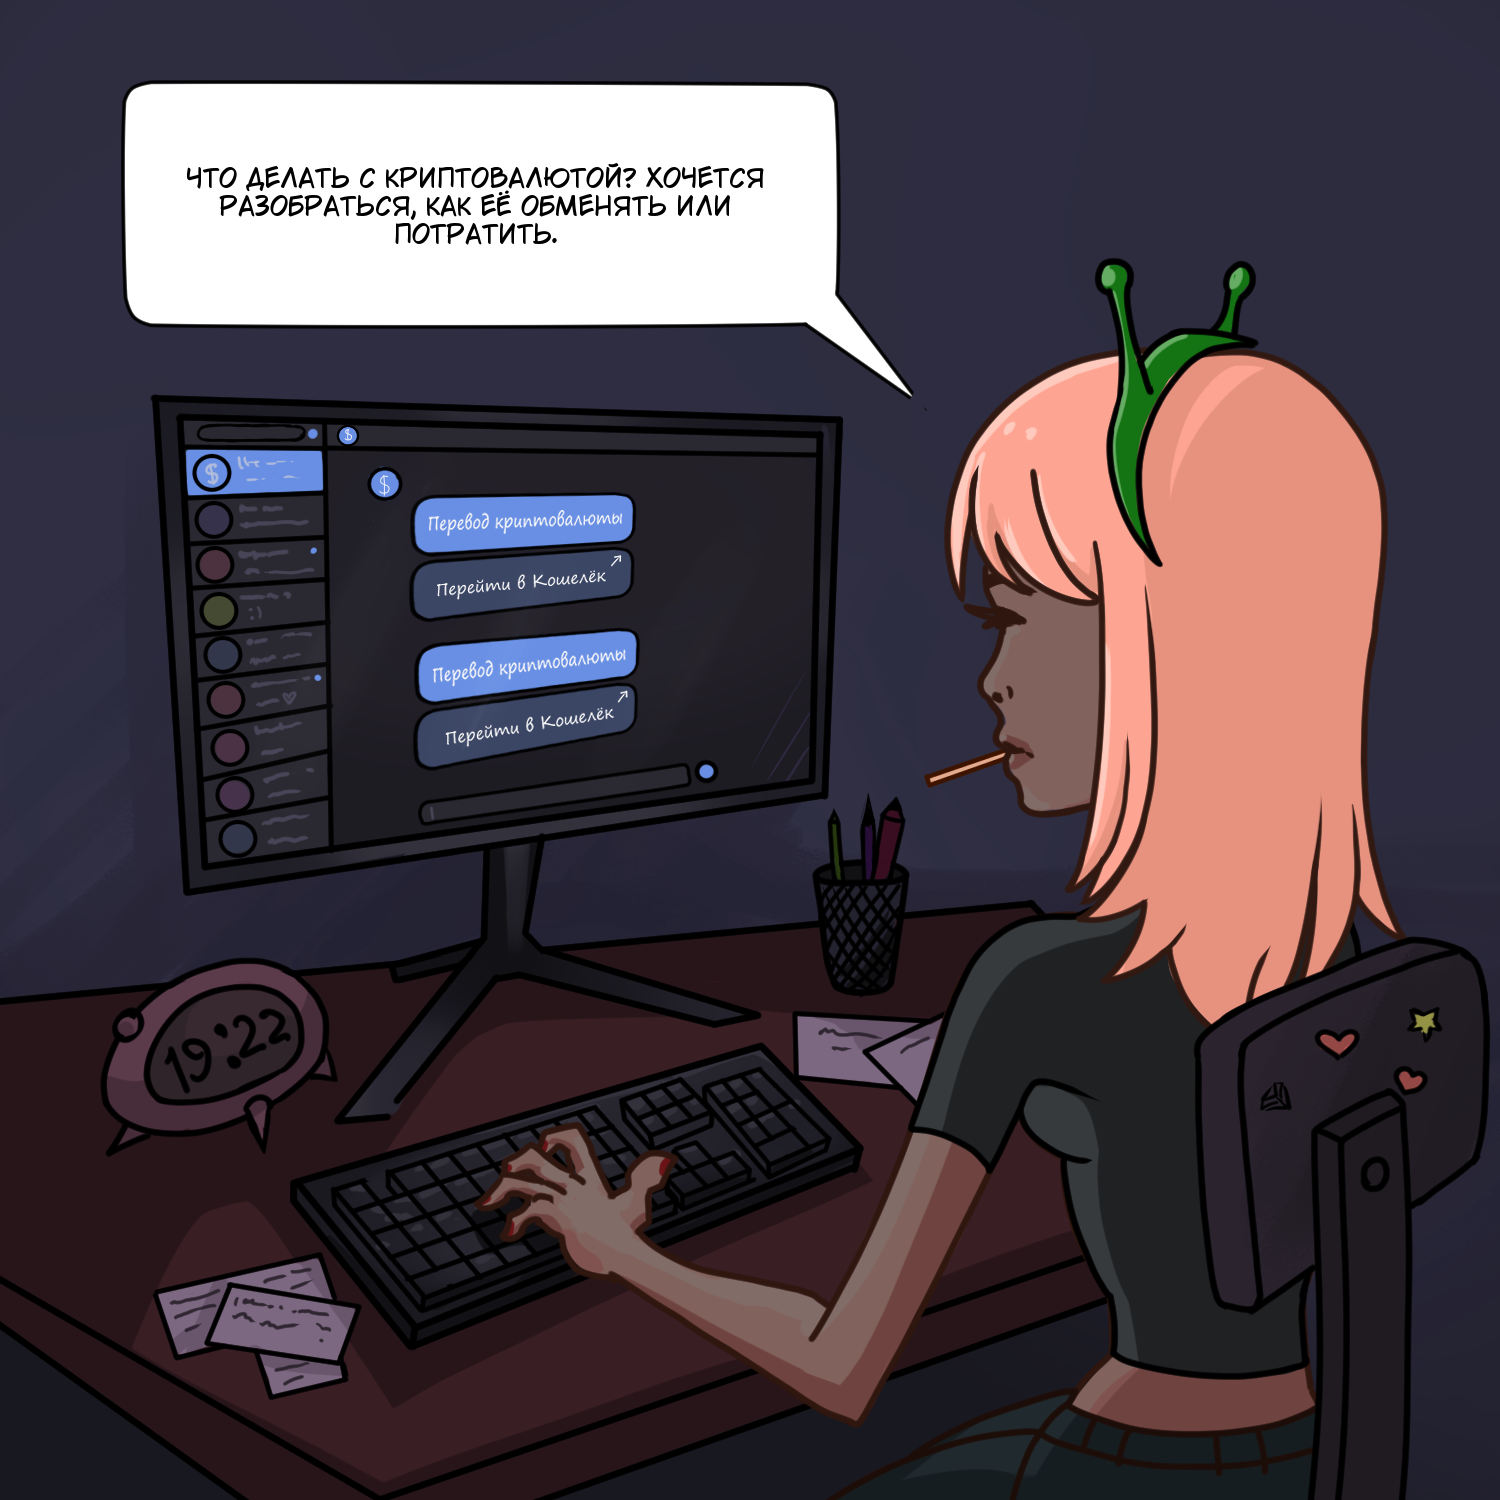 ЧТО ДЕЛАТЬ С КРИПТОВАЛЮТОЙ? ХОЧЕТСЯ
РАЗОБРАТЬСЯ, КАК ЕЁ ОБМЕНЯТЬ ИЛИ
ПОТРАТИТЬ.
$
$
$
Перевод криптовалюты
Перейти в Кошелёк
:)
Перевод криптовалюты
Перейти в Кошелёк
19:22